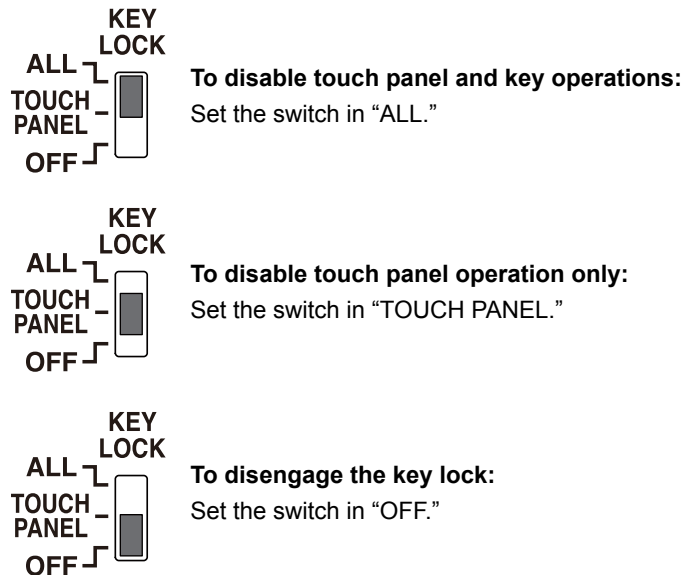 KEY
LOCK
ALL
TOUCH
PANEL
OFF
To disable touch panel and key operations:
Set the switch in “ALL.”
KEY
LOCK
ALL
TOUCH
PANEL
OFF
To disable touch panel operation only:
Set the switch in “TOUCH PANEL.”
KEY
LOCK
ALL
TOUCH
PANEL
OFF
To disengage the key lock:
Set the switch in “OFF.”